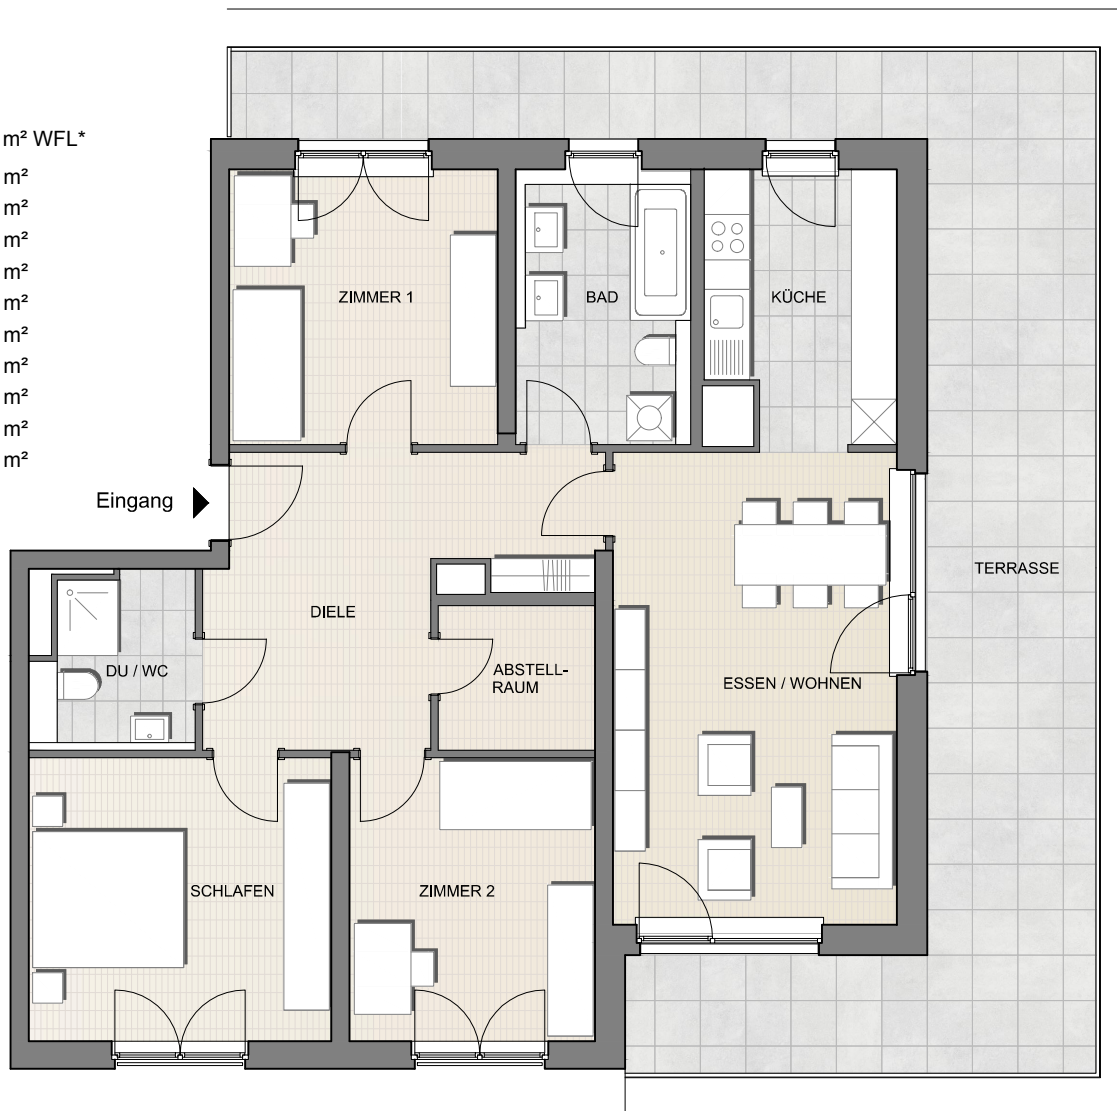 m² WFL*
m²
m²
m²
m²
m²
m²
m²
m²
m²
m²
ZIMMER 1
BAD
KÜCHE
Eingang
TERRASSE
DIELE
DU / WC
ABSTELL-
RAUM
ESSEN / WOHNEN
SCHLAFEN
ZIMMER 2